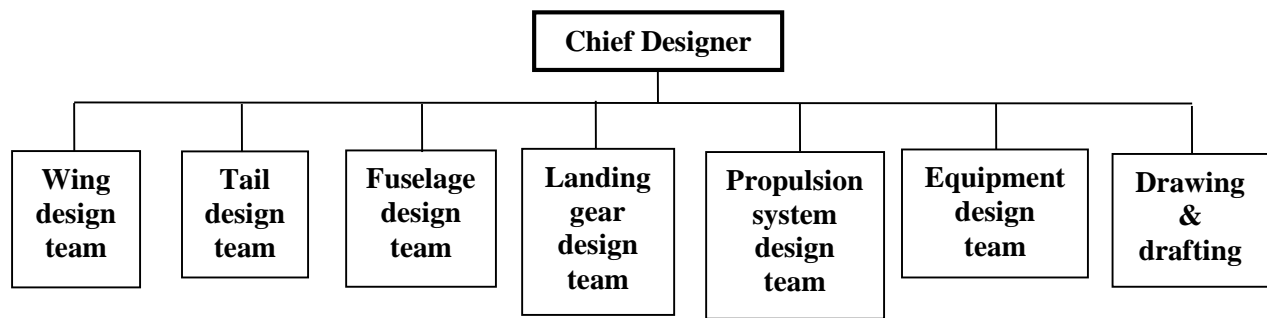 Chief Designer
Wing
design
team
Tail
design
team
Fuselage
design
team
Landing
gear
design
team
Propulsion
system
design
team
Equipment
design
team
Drawing
&
drafting